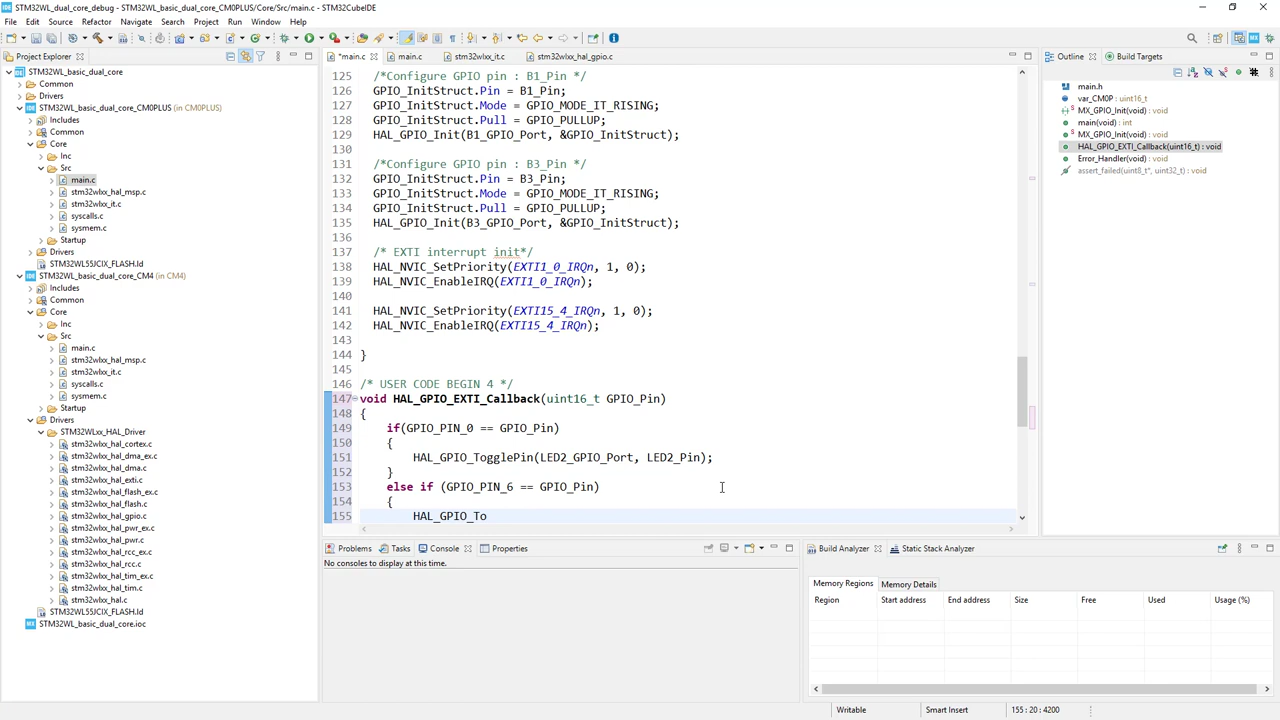 STM32WL_dual_core_debug - STM32WL_basic_dual_core_CM0PLUS/Core/Src/main.c - STM32CubeIDE
File Edit Source Refactor Navigate Search Project Run Window Help
Project Explorer
STM32WL_basic_dual_core
Common
Drivers
STM32WL_basic_dual_core_CM0PLUS (in CM0PLUS)
Includes
Common
Core
Inc
Src
main.c
stm32wlxx_hal_msp.c
stm32wlxx_it.c
syscalls.c
sysmem.c
Startup
Drivers
STM32WL55JCIX_FLASH.ld
STM32WL_basic_dual_core_CM4 (in CM4)
Includes
Common
Core
Inc
Src
main.c
stm32wlxx_hal_msp.c
stm32wlxx_it.c
syscalls.c
sysmem.c
Startup
Drivers
STM32WLxx_HAL_Driver
stm32wlxx_hal_cortex.c
stm32wlxx_hal_dma_ex.c
stm32wlxx_hal_dma.c
stm32wlxx_hal_exti.c
stm32wlxx_hal_flash_ex.c
stm32wlxx_hal_flash.c
stm32wlxx_hal_gpio.c
stm32wlxx_hal_pwr_ex.c
stm32wlxx_hal_pwr.c
stm32wlxx_hal_rcc_ex.c
stm32wlxx_hal_rcc.c
stm32wlxx_hal_tim_ex.c
stm32wlxx_hal_tim.c
stm32wlxx_hal.c
STM32WL55JCIX_FLASH.ld
STM32WL_basic_dual_core.ioc
*main.c main.c stm32wlxx_it.c stm32wlxx_hal_gpio.c
125 /*Configure GPIO pin : B1_Pin */
126 GPIO_InitStruct.Pin = B1_Pin;
127 GPIO_InitStruct.Mode = GPIO_MODE_IT_RISING;
128 GPIO_InitStruct.Pull = GPIO_PULLUP;
129 HAL_GPIO_Init(B1_GPIO_Port, &GPIO_InitStruct);
130
131 /*Configure GPIO pin : B3_Pin */
132 GPIO_InitStruct.Pin = B3_Pin;
133 GPIO_InitStruct.Mode = GPIO_MODE_IT_RISING;
134 GPIO_InitStruct.Pull = GPIO_PULLUP;
135 HAL_GPIO_Init(B3_GPIO_Port, &GPIO_InitStruct);
136
137 /* EXTI interrupt init*/
138 HAL_NVIC_SetPriority(EXTI1_0_IRQn, 1, 0);
139 HAL_NVIC_EnableIRQ(EXTI1_0_IRQn);
140
141 HAL_NVIC_SetPriority(EXTI15_4_IRQn, 1, 0);
142 HAL_NVIC_EnableIRQ(EXTI15_4_IRQn);
143
144 }
145
146 /* USER CODE BEGIN 4 */
147 void HAL_GPIO_EXTI_Callback(uint16_t GPIO_Pin)
148 {
149 if(GPIO_PIN_0 == GPIO_Pin)
150 {
151 HAL_GPIO_TogglePin(LED2_GPIO_Port, LED2_Pin);
152 }
153 else if (GPIO_PIN_6 == GPIO_Pin)
154 {
155 HAL_GPIO_To
Outline Build Targets
main.h
var_CM0P : uint16_t
MX_GPIO_Init(void) : void
main(void) : int
MX_GPIO_Init(void) : void
HAL_GPIO_EXTI_Callback(uint16_t) : void
Error_Handler(void) : void
assert_failed(uint8_t*, uint32_t) : void
Problems Tasks Console Properties
No consoles to display at this time.
Build Analyzer Static Stack Analyzer
Memory Regions Memory Details
Region Start address End address Size Free Used Usage (%)
Writable Smart Insert 155 : 20 : 4200